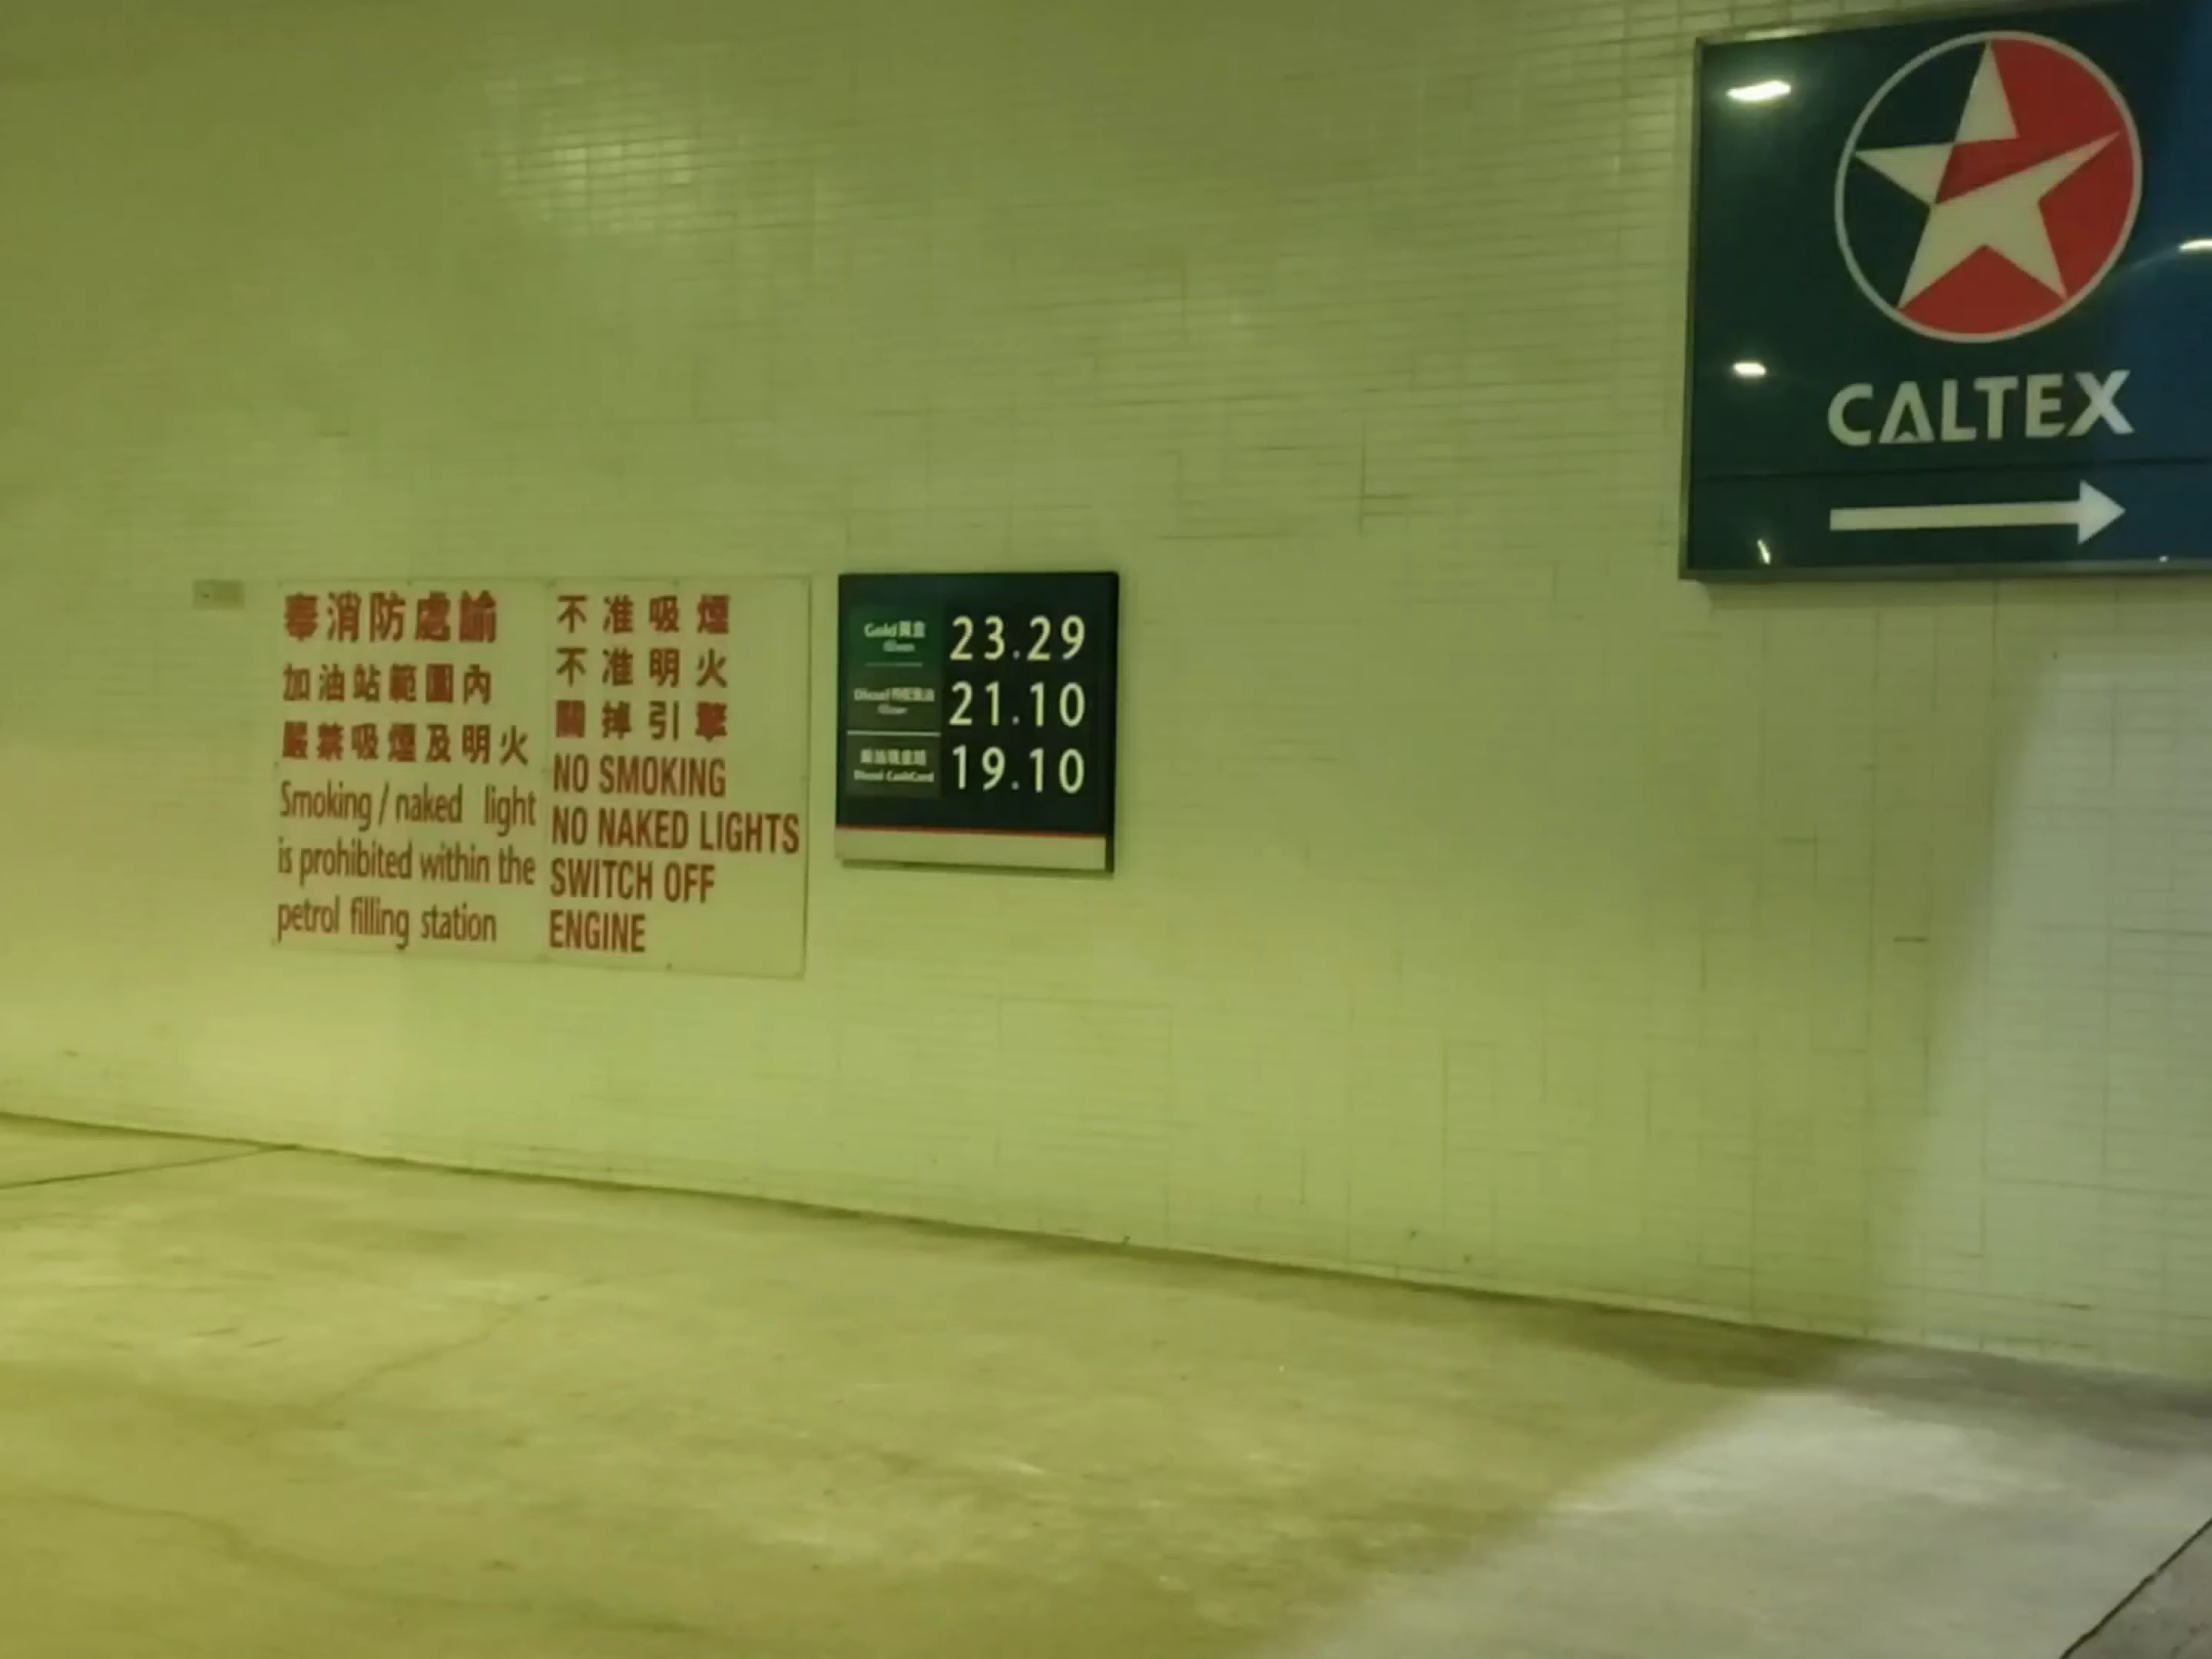 奉消防處諭
加油站範圍內
嚴禁吸煙及明火
Smoking / naked light
is prohibited within the
petrol filling station
不准吸煙
不准明火
關掉引擎
NO SMOKING
NO NAKED LIGHTS
SWITCH OFF
ENGINE
Gold 黃金
23.29
Diesel
21.10
柴油現金咭
Diesel CashCard
19.10
CALTEX